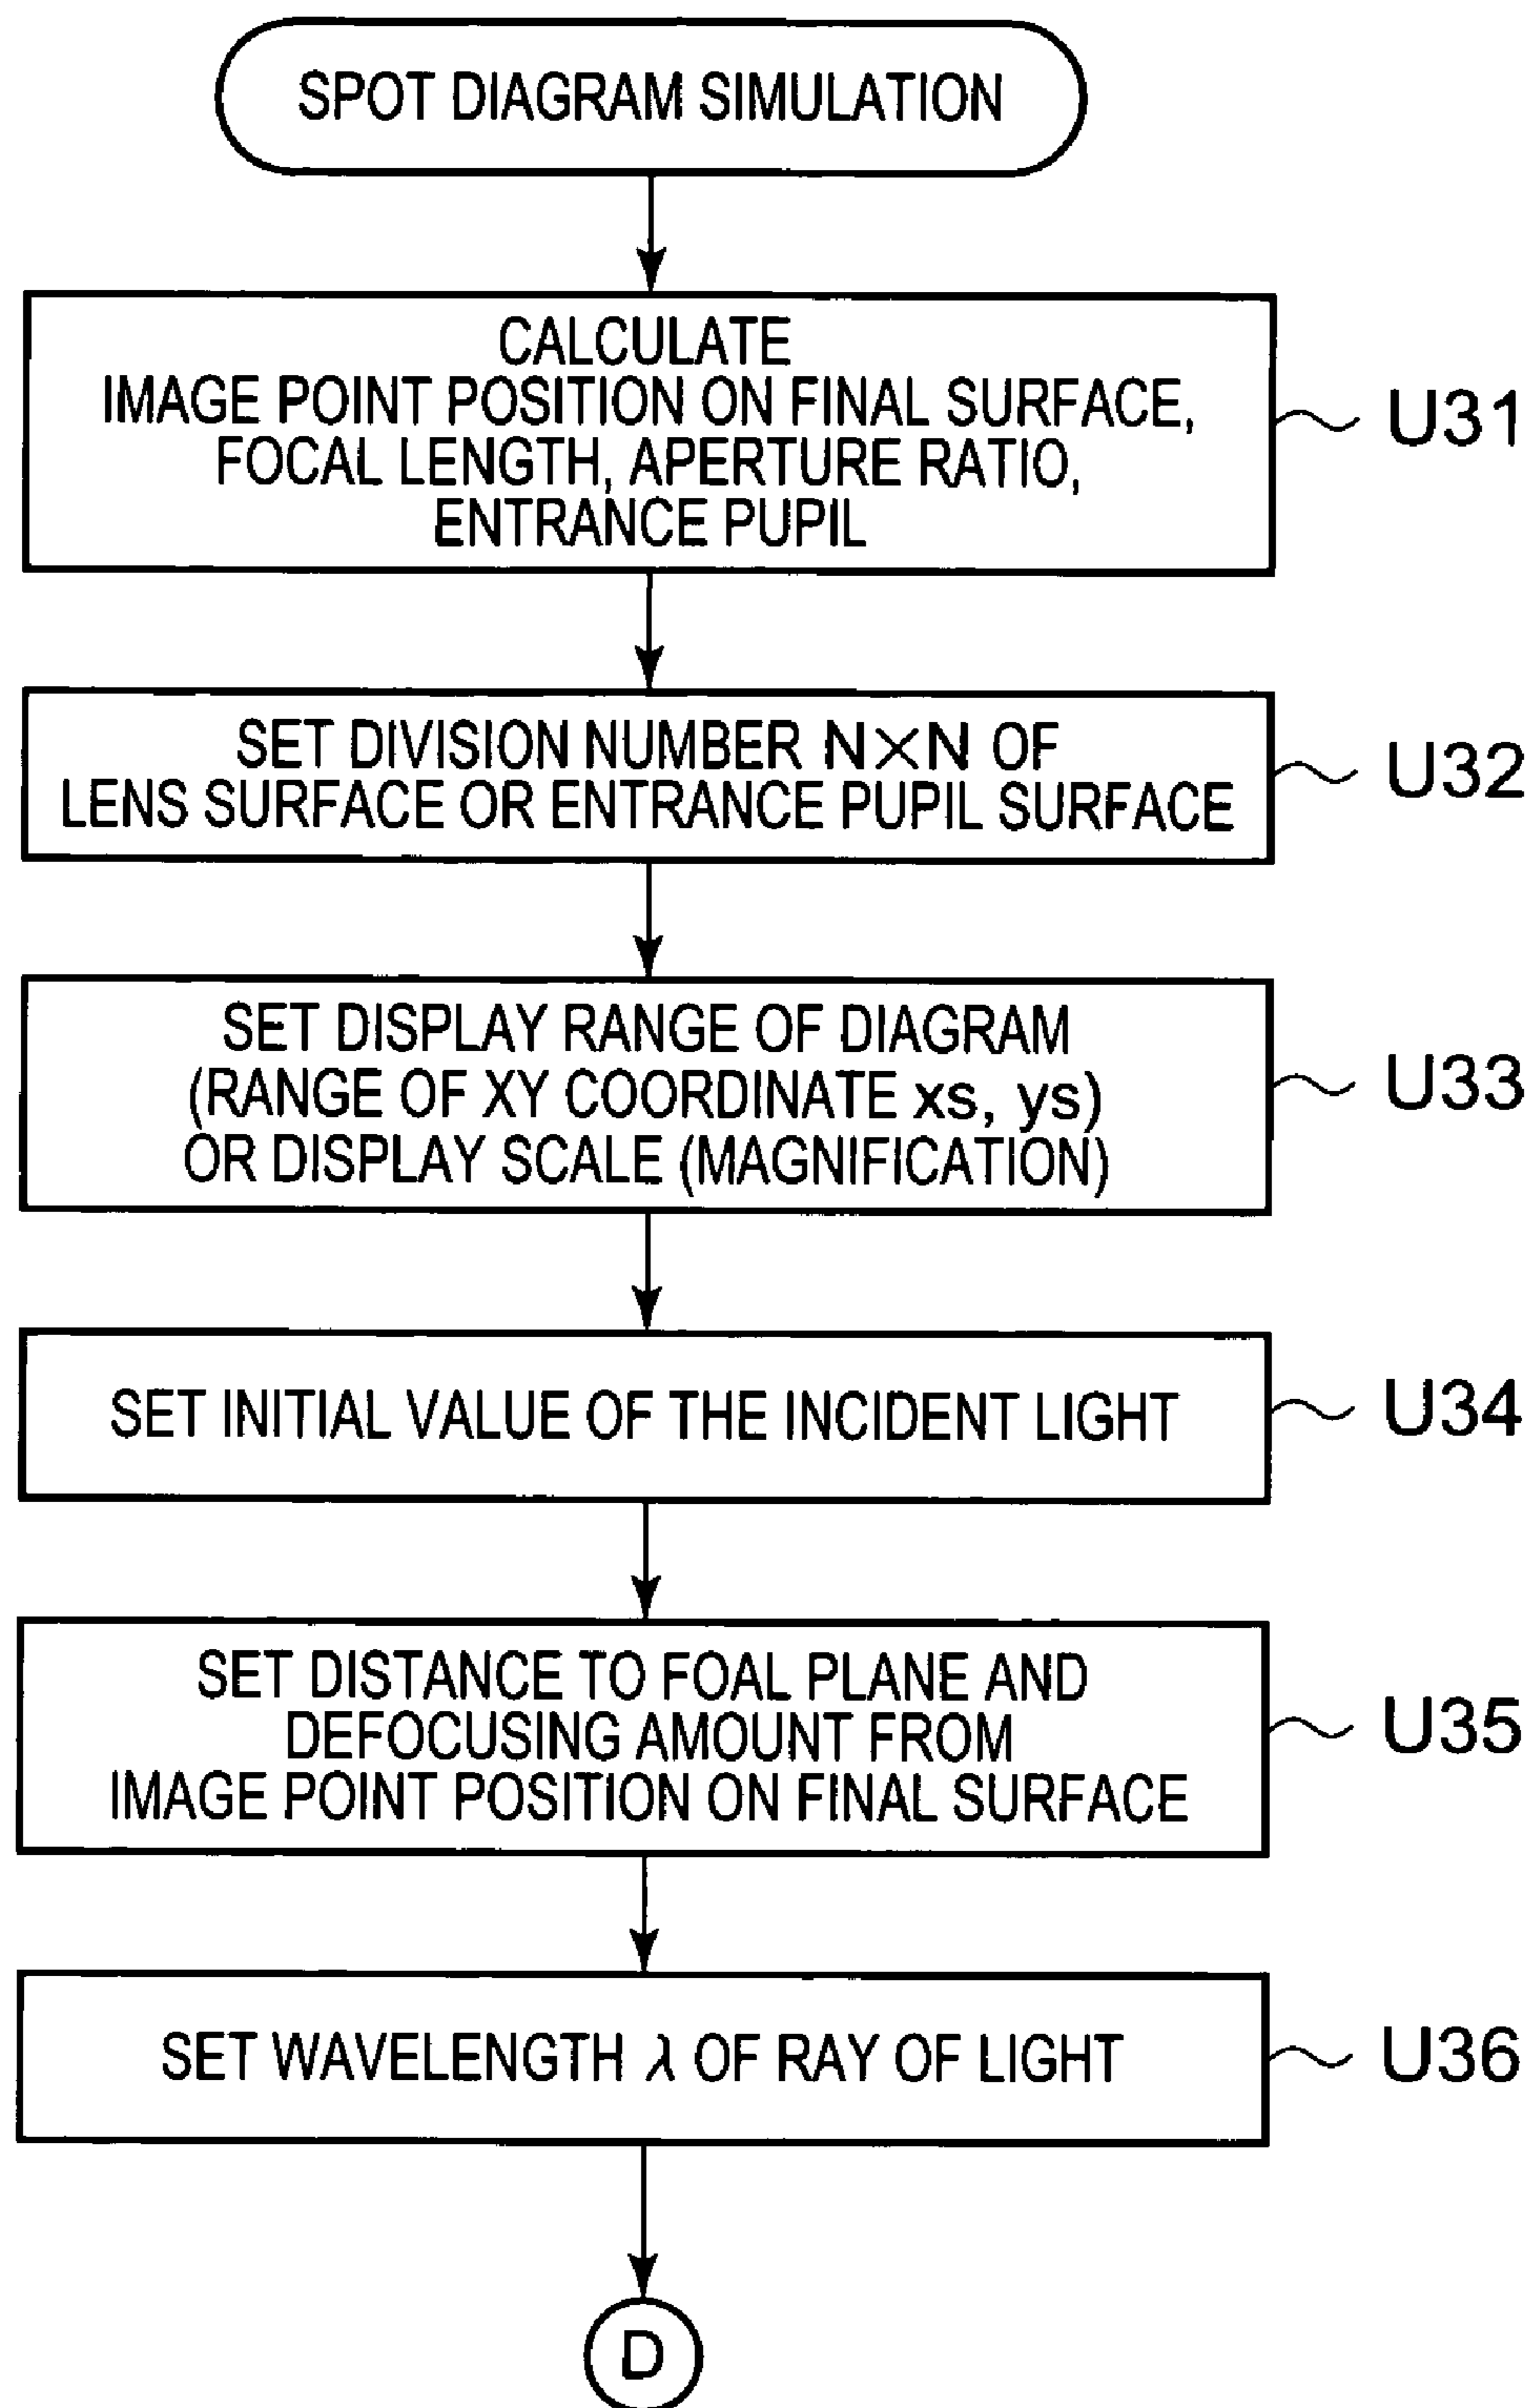 SPOT DIAGRAM SIMULATION
CALCULATE
IMAGE POINT POSITION ON FINAL SURFACE,
FOCAL LENGTH, APERTURE RATIO,
ENTRANCE PUPIL
U31
SET DIVISION NUMBER N×N OF
LENS SURFACE OR ENTRANCE PUPIL SURFACE
U32
SET DISPLAY RANGE OF DIAGRAM
(RANGE OF XY COORDINATE xs, ys)
OR DISPLAY SCALE (MAGNIFICATION)
U33
SET INITIAL VALUE OF THE INCIDENT LIGHT
U34
SET DISTANCE TO FOAL PLANE AND
DEFOCUSING AMOUNT FROM
IMAGE POINT POSITION ON FINAL SURFACE
U35
SET WAVELENGTH λ OF RAY OF LIGHT
U36
D